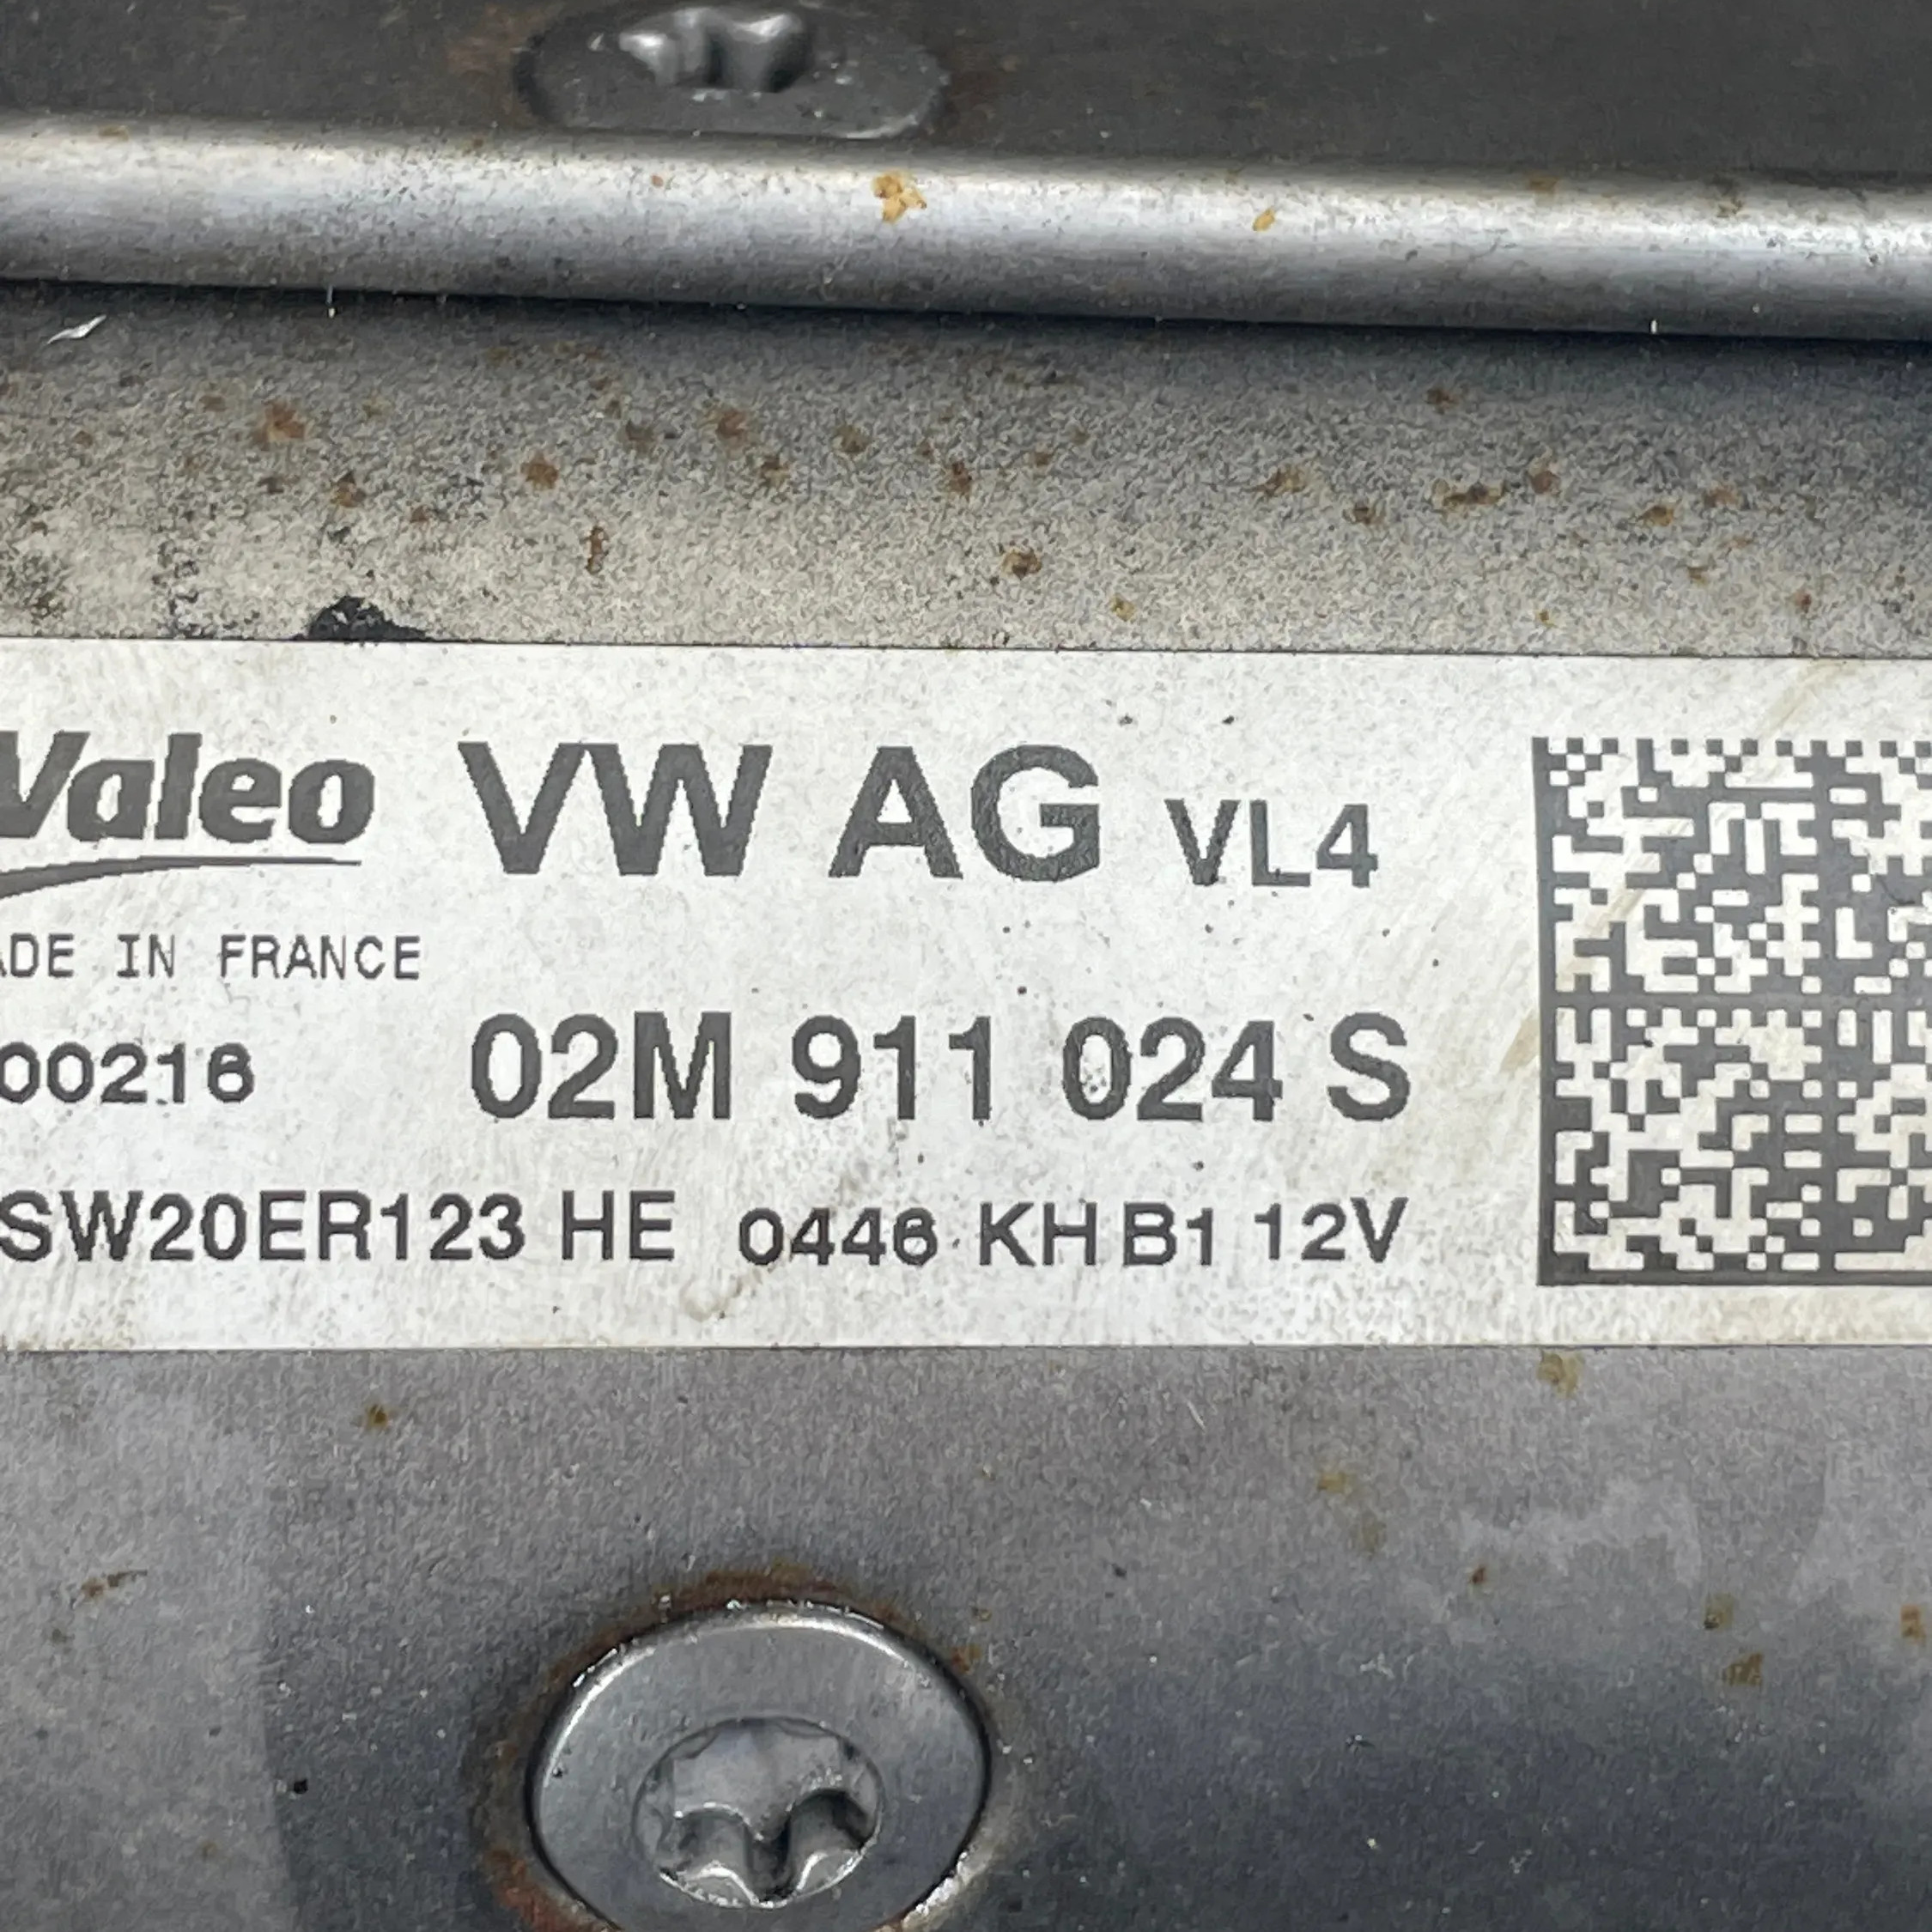 Valeo VW AG VL4
ADE IN FRANCE
00216 02M 911 024 S
SW20ER123 HE 0446 KH B1 12V